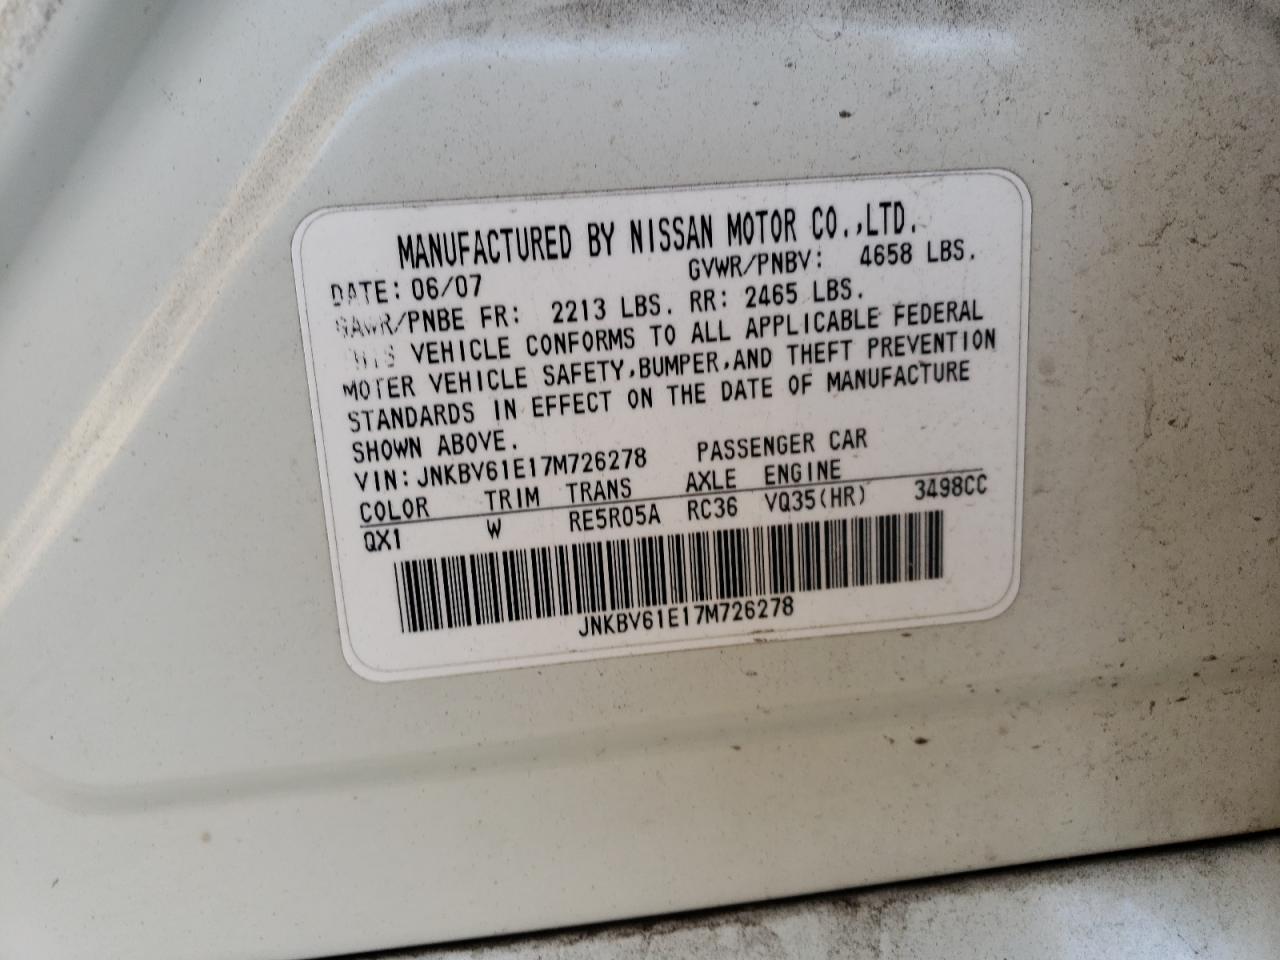 MANUFACTURED BY NISSAN MOTOR CO.,LTD.
DATE: 06/07 GVWR/PNBV: 4658 LBS.
GAWR/PNBE FR: 2213 LBS. RR: 2465 LBS.
THIS VEHICLE CONFORMS TO ALL APPLICABLE FEDERAL
MOTER VEHICLE SAFETY,BUMPER,AND THEFT PREVENTION
STANDARDS IN EFFECT ON THE DATE OF MANUFACTURE
SHOWN ABOVE.
VIN: JNKBV61E17M726278 PASSENGER CAR
COLOR TRIM TRANS AXLE ENGINE
QX1 W RE5R05A RC36 VQ35(HR) 3498CC
JNKBV61E17M726278